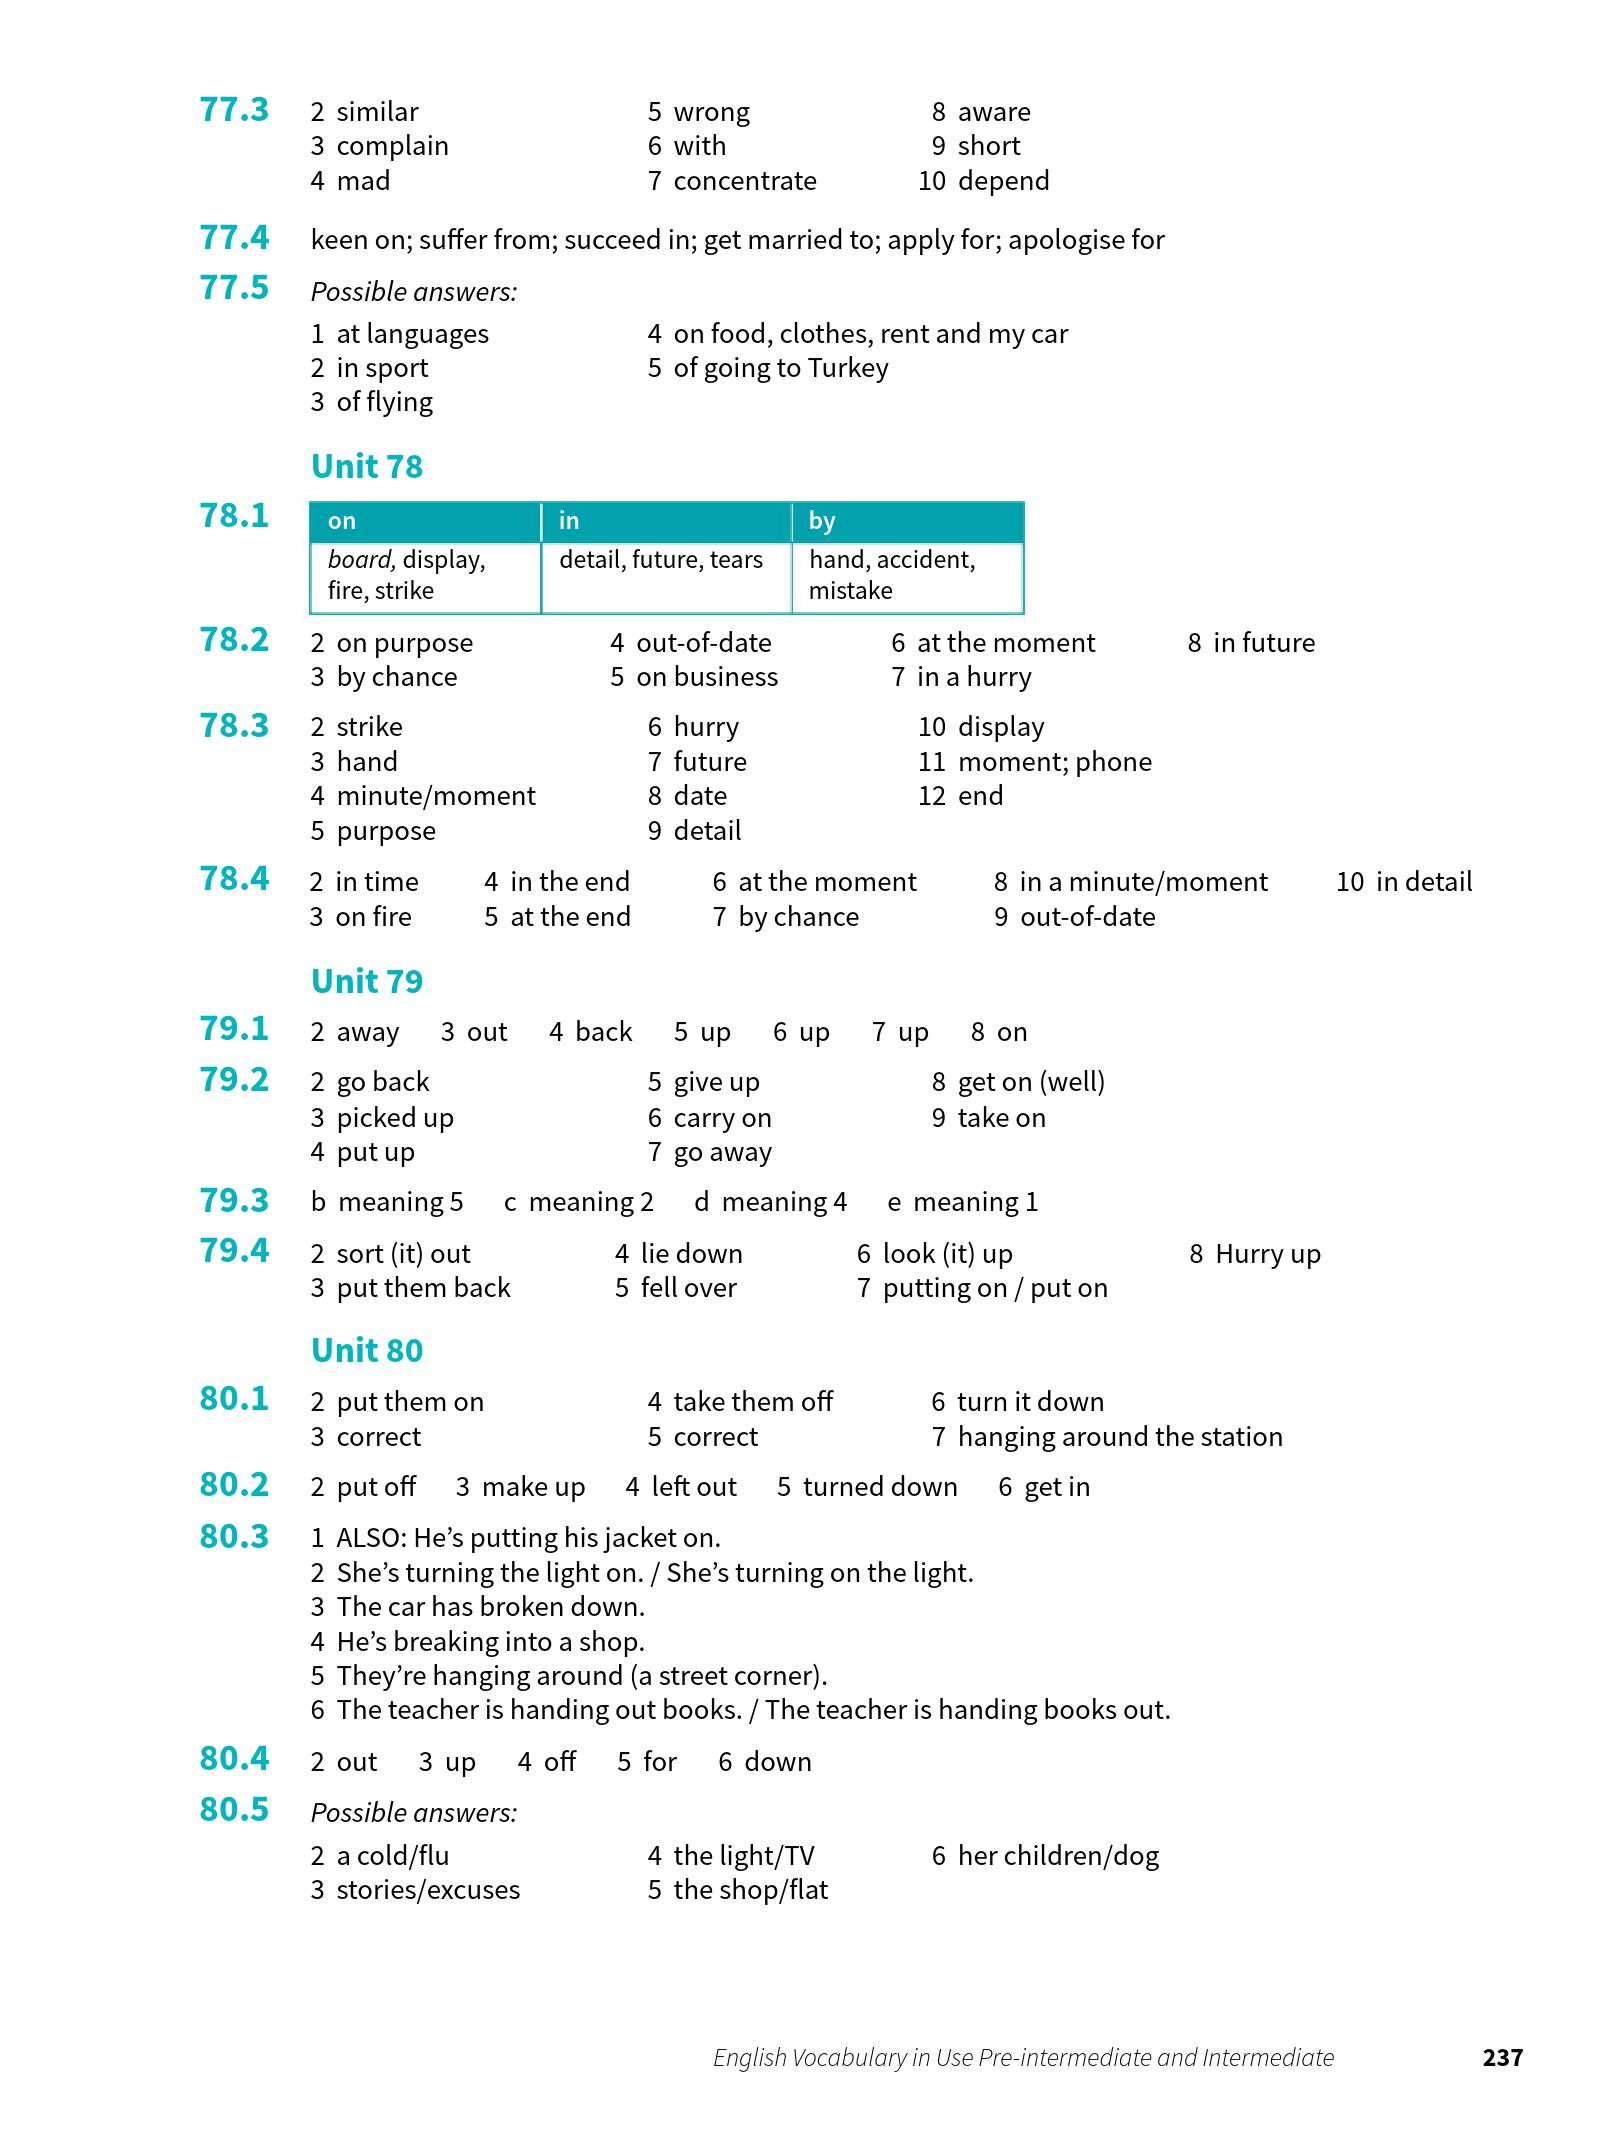 77.3 2 similar 5 wrong 8 aware
3 complain 6 with 9 short
4 mad 7 concentrate 10 depend
77.4 keen on; suffer from; succeed in; get married to; apply for; apologise for
77.5 Possible answers:
1 at languages 4 on food, clothes, rent and my car
2 in sport 5 of going to Turkey
3 of flying
Unit 78
78.1 on in by
board, display, detail, future, tears hand, accident,
fire, strike mistake
78.2 2 on purpose 4 out-of-date 6 at the moment 8 in future
3 by chance 5 on business 7 in a hurry
78.3 2 strike 6 hurry 10 display
3 hand 7 future 11 moment; phone
4 minute/moment 8 date 12 end
5 purpose 9 detail
78.4 2 in time 4 in the end 6 at the moment 8 in a minute/moment 10 in detail
3 on fire 5 at the end 7 by chance 9 out-of-date
Unit 79
79.1 2 away 3 out 4 back 5 up 6 up 7 up 8 on
79.2 2 go back 5 give up 8 get on (well)
3 picked up 6 carry on 9 take on
4 put up 7 go away
79.3 b meaning 5 c meaning 2 d meaning 4 e meaning 1
79.4 2 sort (it) out 4 lie down 6 look (it) up 8 Hurry up
3 put them back 5 fell over 7 putting on / put on
Unit 80
80.1 2 put them on 4 take them off 6 turn it down
3 correct 5 correct 7 hanging around the station
80.2 2 put off 3 make up 4 left out 5 turned down 6 get in
80.3 1 ALSO: He’s putting his jacket on.
2 She’s turning the light on. / She’s turning on the light.
3 The car has broken down.
4 He’s breaking into a shop.
5 They’re hanging around (a street corner).
6 The teacher is handing out books. / The teacher is handing books out.
80.4 2 out 3 up 4 off 5 for 6 down
80.5 Possible answers:
2 a cold/flu 4 the light/TV 6 her children/dog
3 stories/excuses 5 the shop/flat
English Vocabulary in Use Pre-intermediate and Intermediate 237